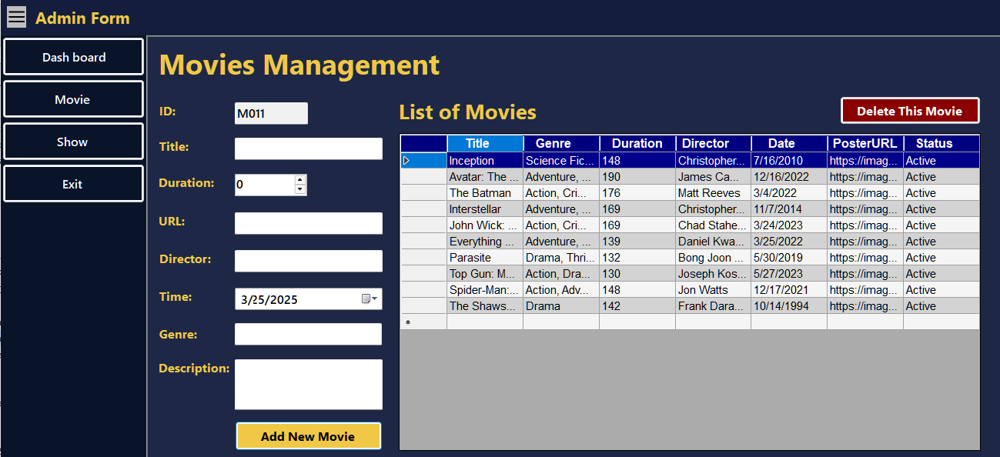 Admin Form
Dash board
Movie
Show
Exit
Movies Management
ID: M011
Title:
Duration: 0
URL:
Director:
Time: 3/25/2025
Genre:
Description:
Add New Movie
List of Movies
Delete This Movie
Title Genre Duration Director Date PosterURL Status
Inception Science Fic... 148 Christopher... 7/16/2010 https://imag... Active
Avatar: The ... Adventure, ... 190 James Ca... 12/16/2022 https://imag... Active
The Batman Action, Cri... 176 Matt Reeves 3/4/2022 https://imag... Active
Interstellar Adventure, ... 169 Christopher... 11/7/2014 https://imag... Active
John Wick: ... Action, Cri... 169 Chad Stahe... 3/24/2023 https://imag... Active
Everything ... Adventure, ... 139 Daniel Kwa... 3/25/2022 https://imag... Active
Parasite Drama, Thri... 132 Bong Joon ... 5/30/2019 https://imag... Active
Top Gun: M... Action, Dra... 130 Joseph Kos... 5/27/2023 https://imag... Active
Spider-Man:... Action, Adv... 148 Jon Watts 12/17/2021 https://imag... Active
The Shaws... Drama 142 Frank Dara... 10/14/1994 https://imag... Active